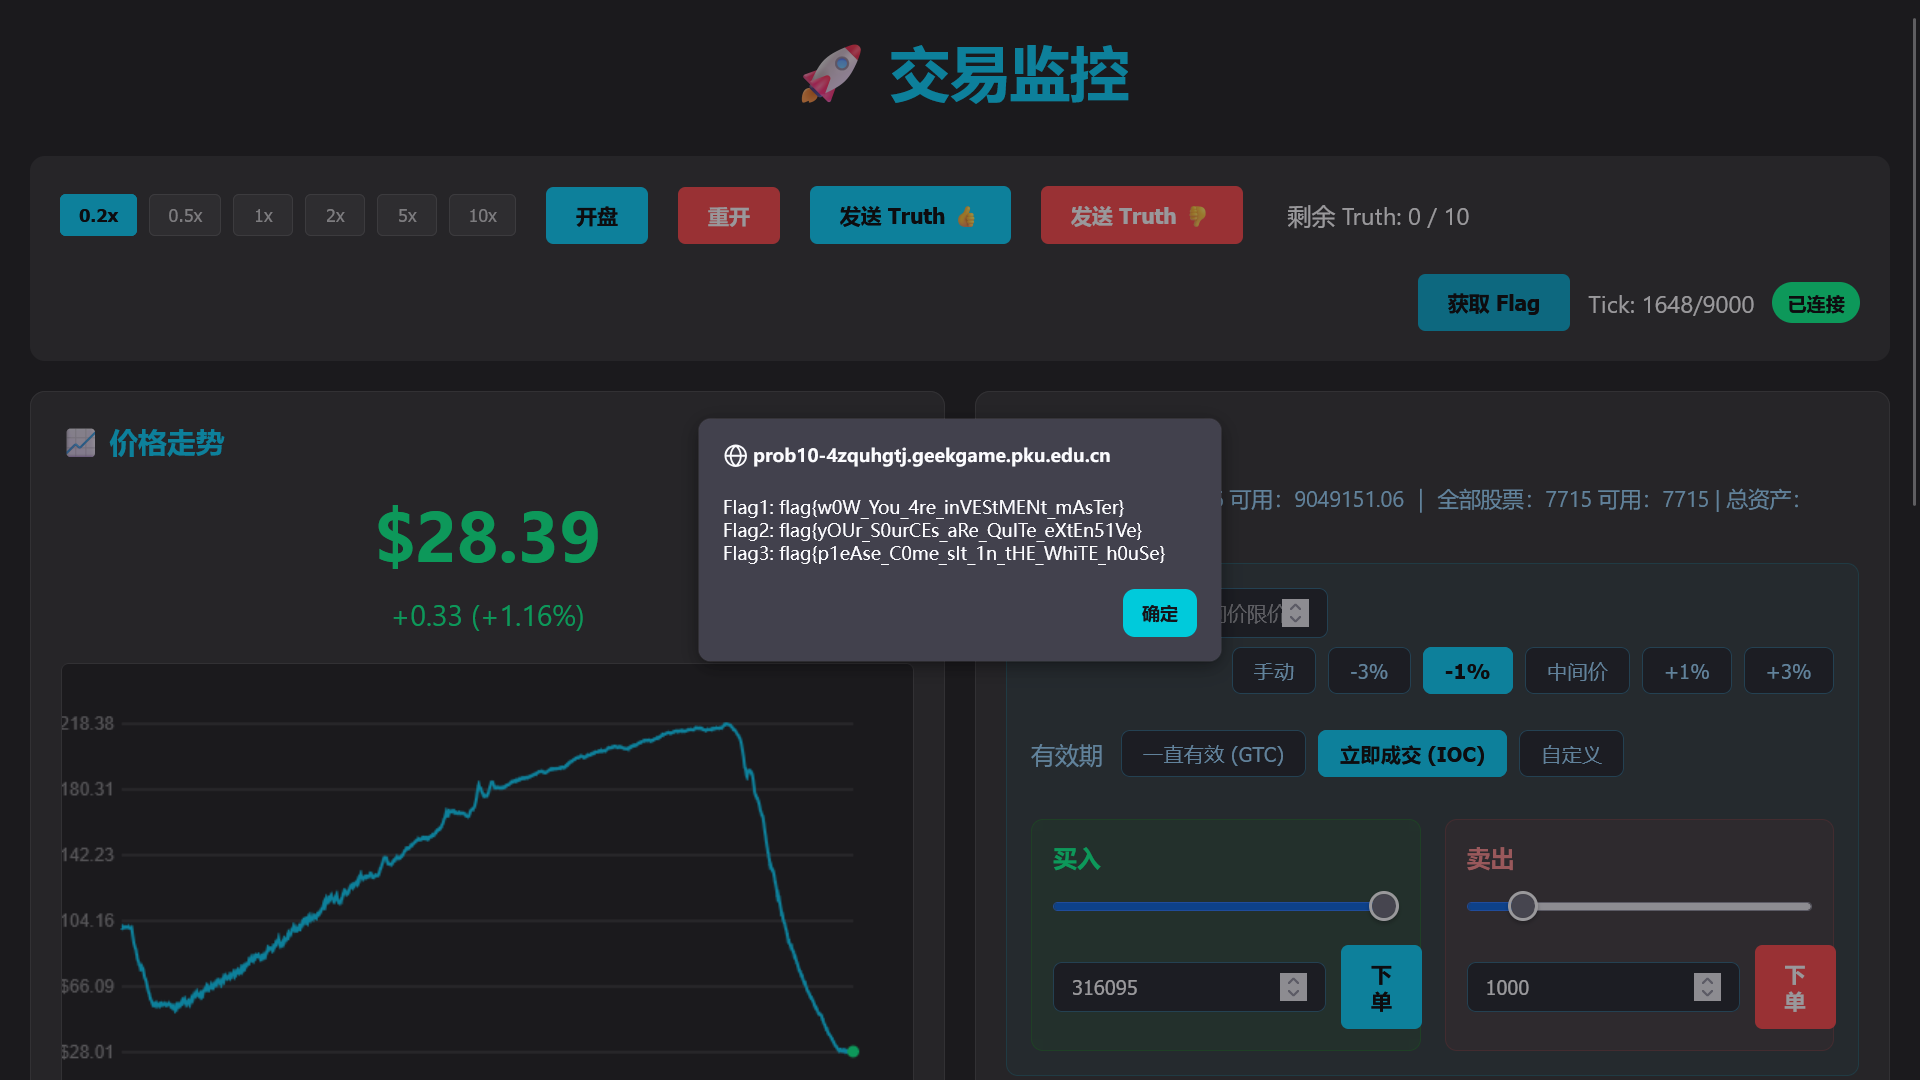 🚀 交易监控
0.2x 0.5x 1x 2x 5x 10x 开盘 重开 发送 Truth 👍 发送 Truth 👎 剩余 Truth: 0 / 10
获取 Flag Tick: 1648/9000 已连接
📈 价格走势
prob10-4zquhgtj.geekgame.pku.edu.cn
可用：9049151.06 | 全部股票：7715 可用：7715 | 总资产：
$28.39
Flag1: flag{w0W_You_4re_inVEStMENt_mAsTer}
Flag2: flag{yOUr_S0urCEs_aRe_QuITe_eXtEn51Ve}
Flag3: flag{p1eAse_C0me_sIt_1n_tHE_WhiTE_h0uSe}
+0.33 (+1.16%)
确定
价限价
手动 -3% -1% 中间价 +1% +3%
218.38
有效期 一直有效 (GTC) 立即成交 (IOC) 自定义
180.31
142.23
买入 卖出
104.16
$66.09
316095 下单 1000 下单
$28.01